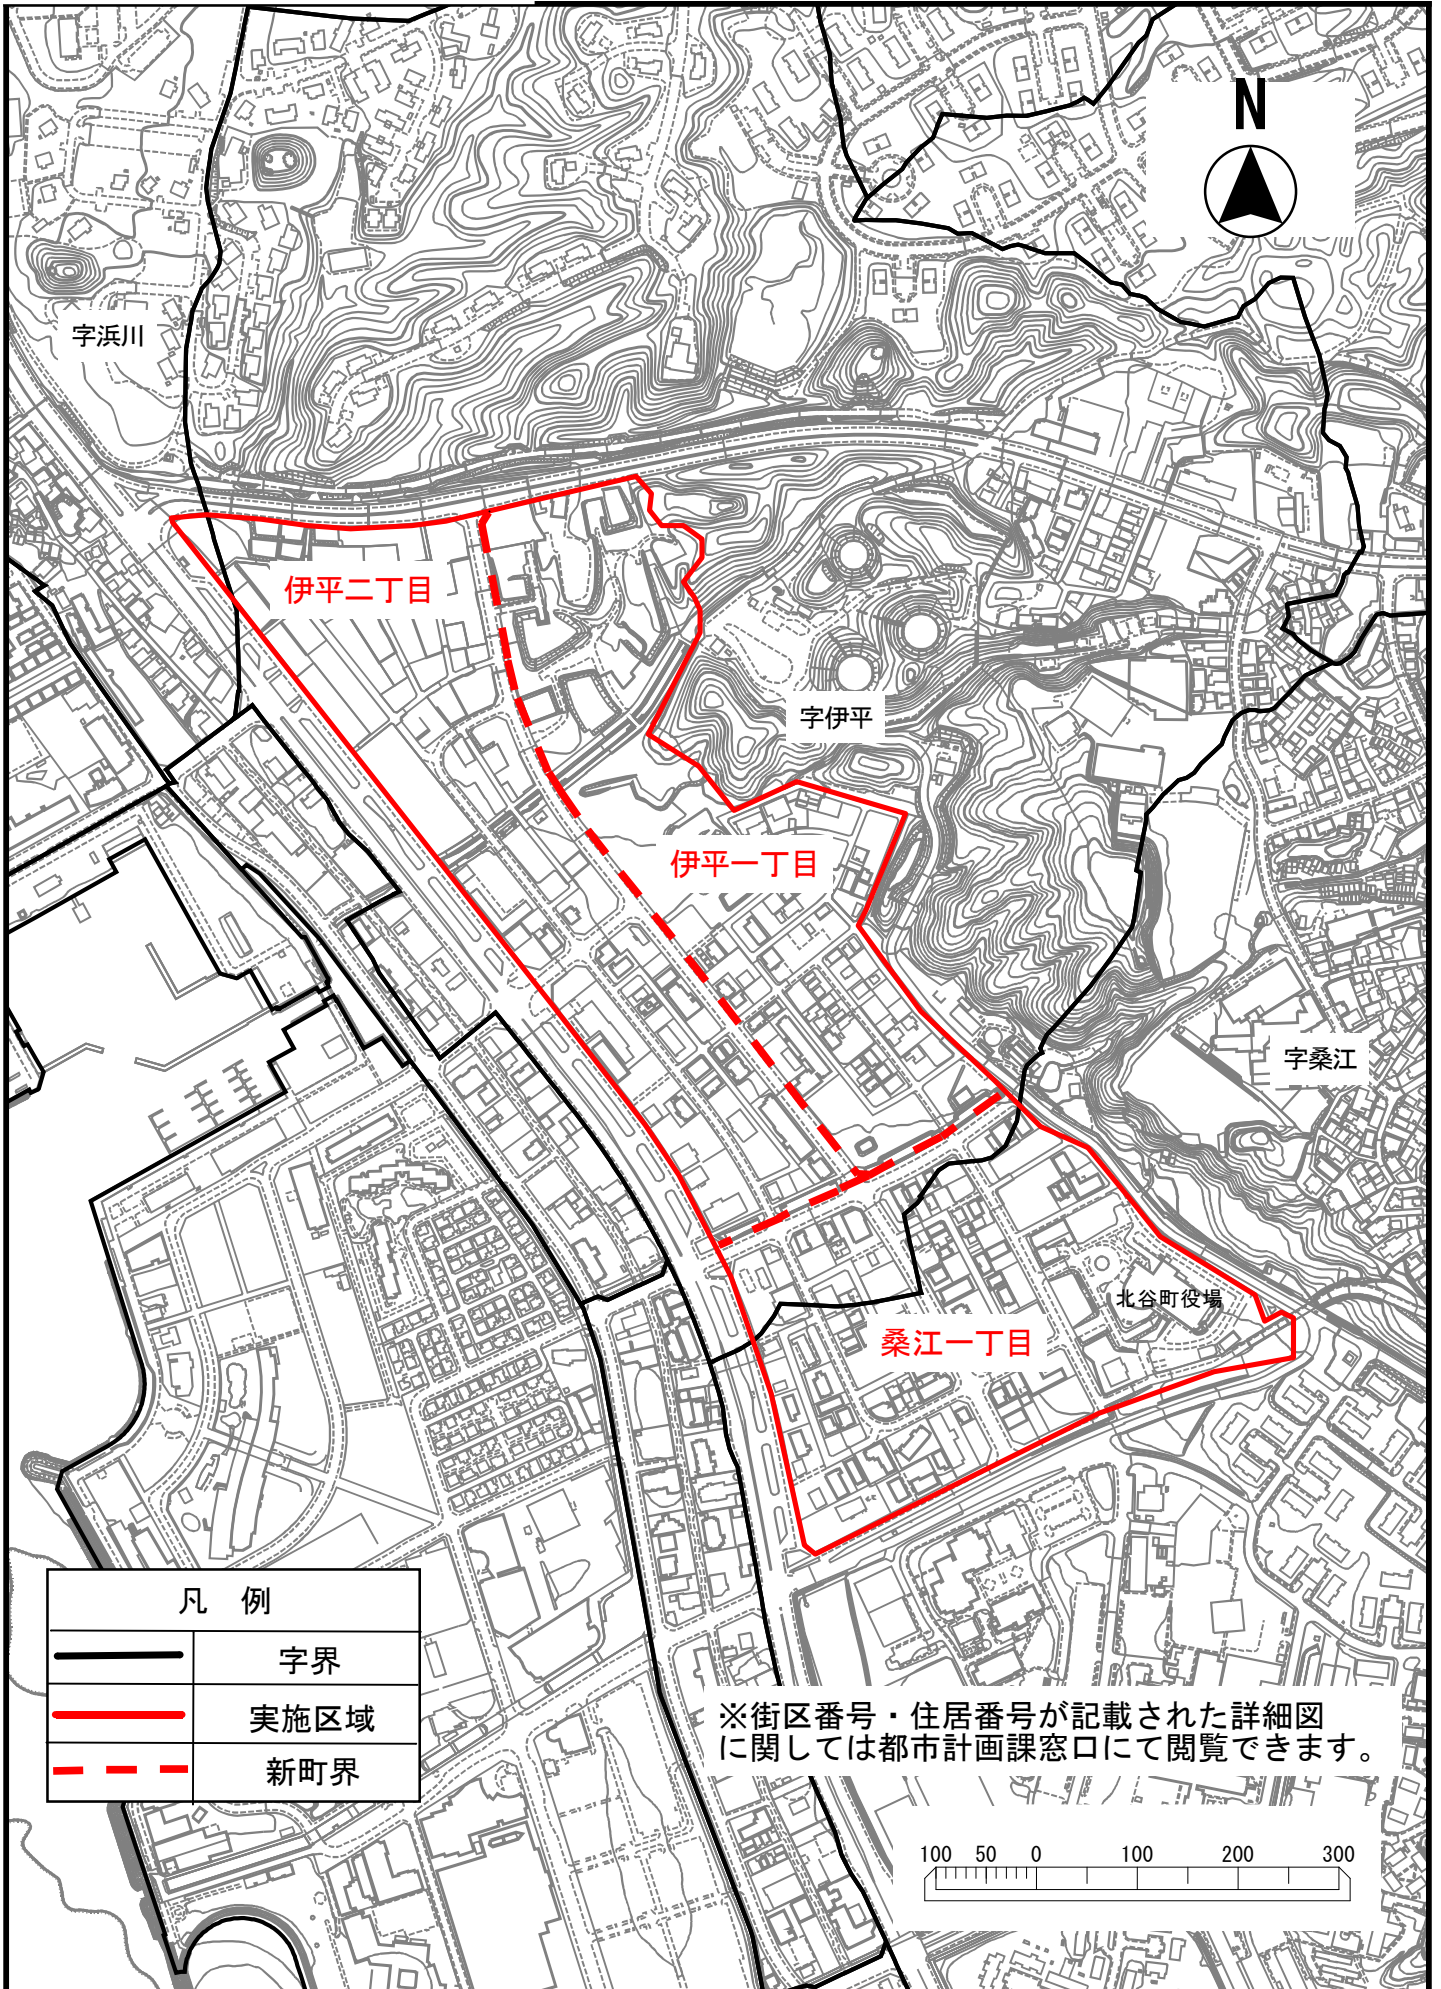 N
字浜川
伊平二丁目
字伊平
伊平一丁目
字桑江
北谷町役場
桑江一丁目
凡 例
字界
実施区域
新町界
※街区番号・住居番号が記載された詳細図
に関しては都市計画課窓口にて閲覧できます。
100 50 0 100 200 300